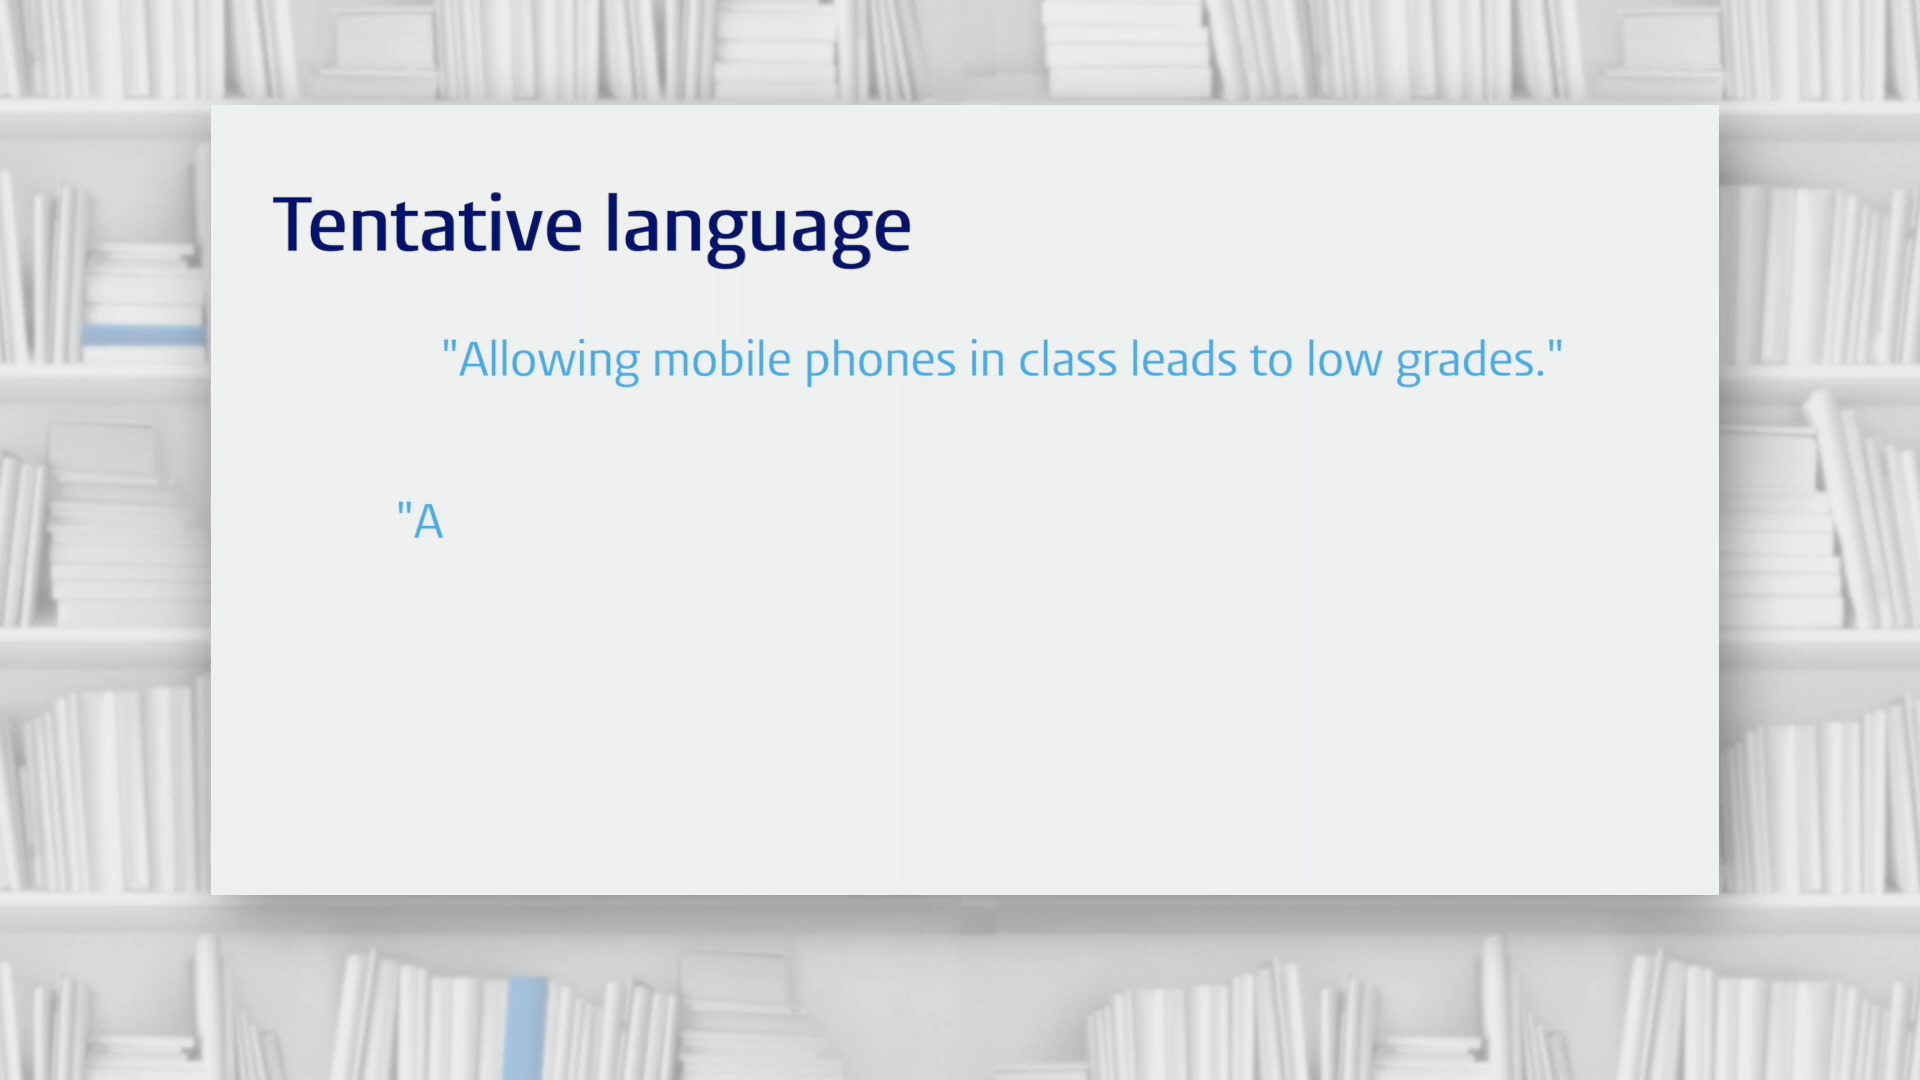 Tentative language
"Allowing mobile phones in class leads to low grades."
"A